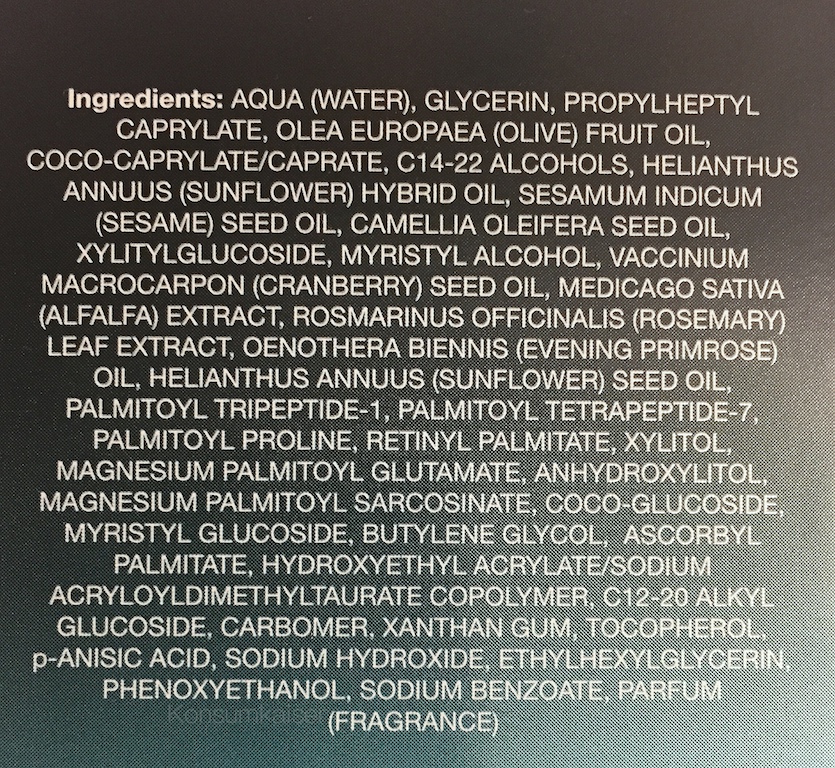 Ingredients: AQUA (WATER), GLYCERIN, PROPYLHEPTYL
CAPRYLATE, OLEA EUROPAEA (OLIVE) FRUIT OIL,
COCO-CAPRYLATE/CAPRATE, C14-22 ALCOHOLS, HELIANTHUS
ANNUUS (SUNFLOWER) HYBRID OIL, SESAMUM INDICUM
(SESAME) SEED OIL, CAMELLIA OLEIFERA SEED OIL,
XYLITYLGLUCOSIDE, MYRISTYL ALCOHOL, VACCINIUM
MACROCARPON (CRANBERRY) SEED OIL, MEDICAGO SATIVA
(ALFALFA) EXTRACT, ROSMARINUS OFFICINALIS (ROSEMARY)
LEAF EXTRACT, OENOTHERA BIENNIS (EVENING PRIMROSE)
OIL, HELIANTHUS ANNUUS (SUNFLOWER) SEED OIL,
PALMITOYL TRIPEPTIDE-1, PALMITOYL TETRAPEPTIDE-7,
PALMITOYL PROLINE, RETINYL PALMITATE, XYLITOL,
MAGNESIUM PALMITOYL GLUTAMATE, ANHYDROXYLITOL,
MAGNESIUM PALMITOYL SARCOSINATE, COCO-GLUCOSIDE,
MYRISTYL GLUCOSIDE, BUTYLENE GLYCOL, ASCORBYL
PALMITATE, HYDROXYETHYL ACRYLATE/SODIUM
ACRYLOYLDIMETHYLTAURATE COPOLYMER, C12-20 ALKYL
GLUCOSIDE, CARBOMER, XANTHAN GUM, TOCOPHEROL,
p-ANISIC ACID, SODIUM HYDROXIDE, ETHYLHEXYLGLYCERIN,
PHENOXYETHANOL, SODIUM BENZOATE, PARFUM
(FRAGRANCE)
Konsumkaiser